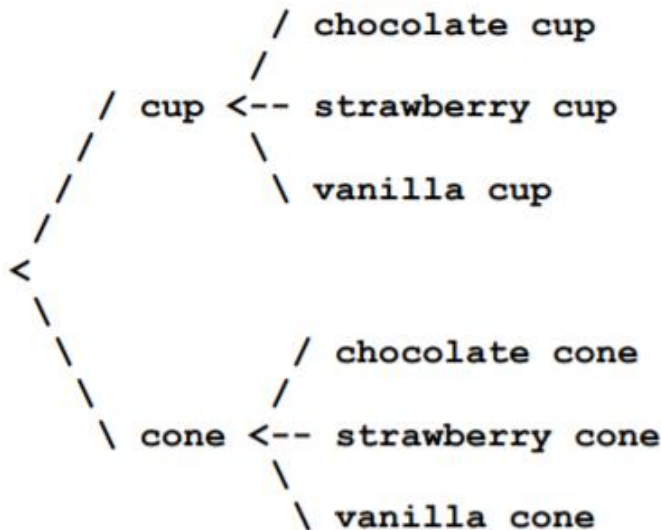 / chocolate cup
/
/ cup <-- strawberry cup
/ \
/ \ vanilla cup
/
<
\
\ / chocolate cone
\ /
\ cone <-- strawberry cone
\
\ vanilla cone